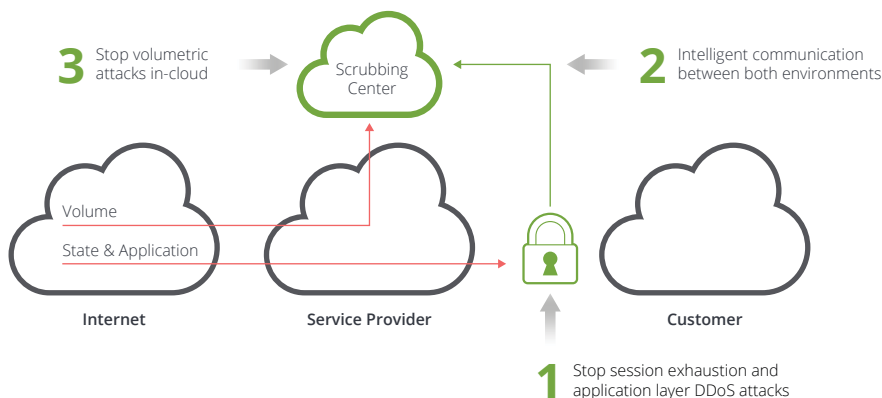 3
Stop volumetric
attacks in-cloud
Scrubbing
Center
2
Intelligent communication
between both environments
Volume
State & Application
Internet
Service Provider
Customer
1
Stop session exhaustion and
application layer DDoS attacks